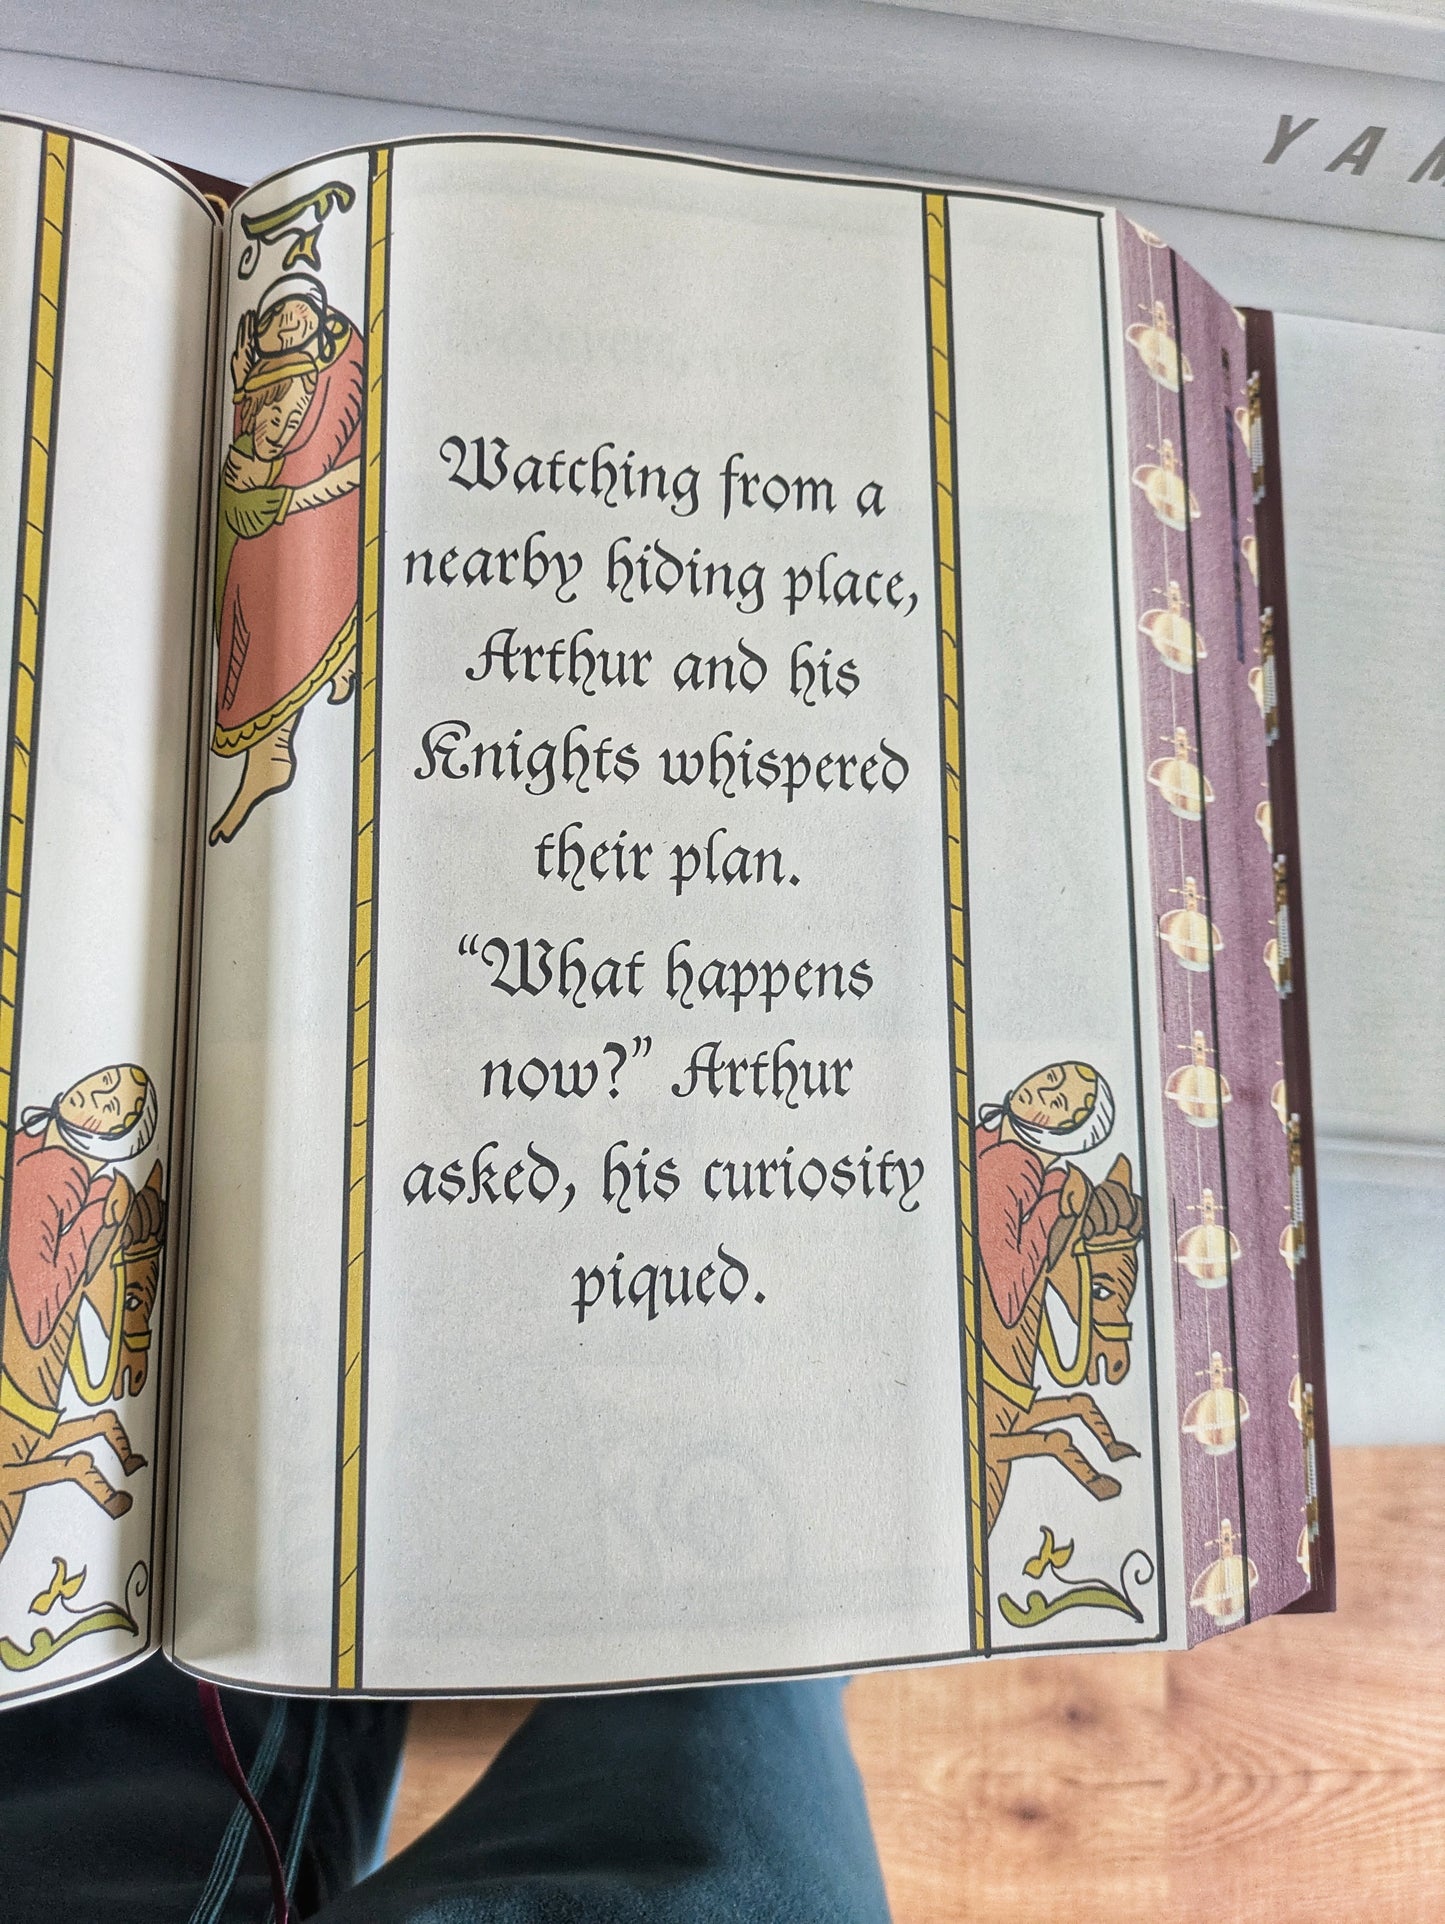 YAM
Watching from a
nearby hiding place,
Arthur and his
Knights whispered
their plan.
“What happens
now?” Arthur
asked, his curiosity
piqued.